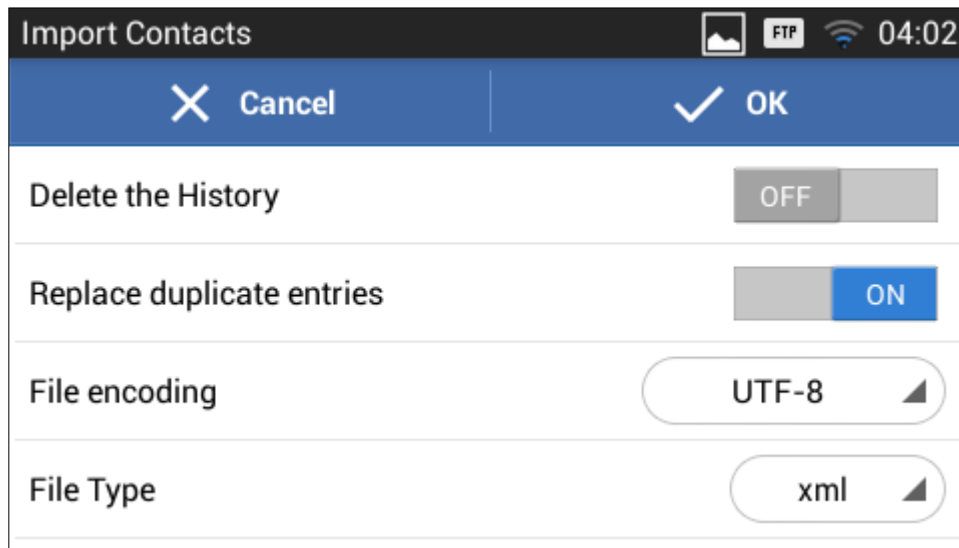 Import Contacts FTP 04:02
Cancel OK
Delete the History OFF
Replace duplicate entries ON
File encoding UTF-8
File Type xml